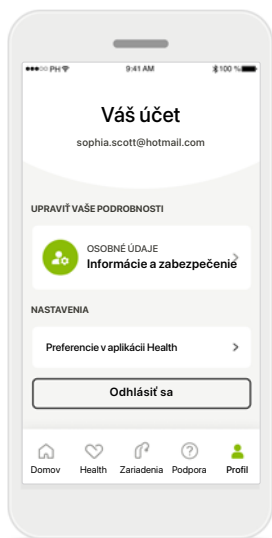 PH
9:41 AM
100 %
Váš účet
sophia.scott@hotmail.com
UPRAVIŤ VAŠE PODROBNOSTI
OSOBNÉ ÚDAJE
Informácie a zabezpečenie
NASTAVENIA
Preferencie v aplikácii Health
Odhlásiť sa
Domov Health Zariadenia Podpora Profil